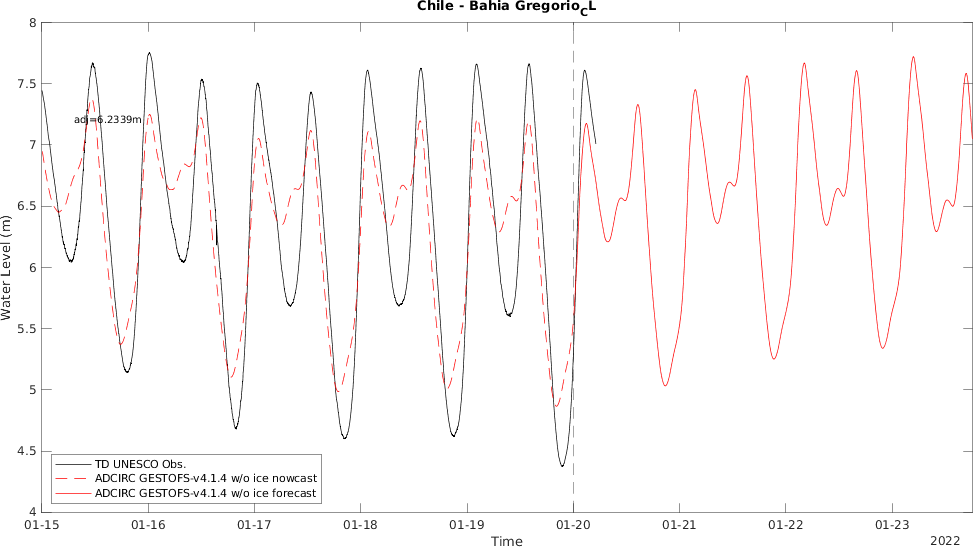 Chile - Bahia Gregorio_CL
8
7.5
adj=6.2339m
7
6.5
6
5.5
5
4.5
4
Water Level (m)
TD UNESCO Obs.
ADCIRC GESTOFS-v4.1.4 w/o ice nowcast
ADCIRC GESTOFS-v4.1.4 w/o ice forecast
01-15 01-16 01-17 01-18 01-19 01-20 01-21 01-22 01-23
Time
2022